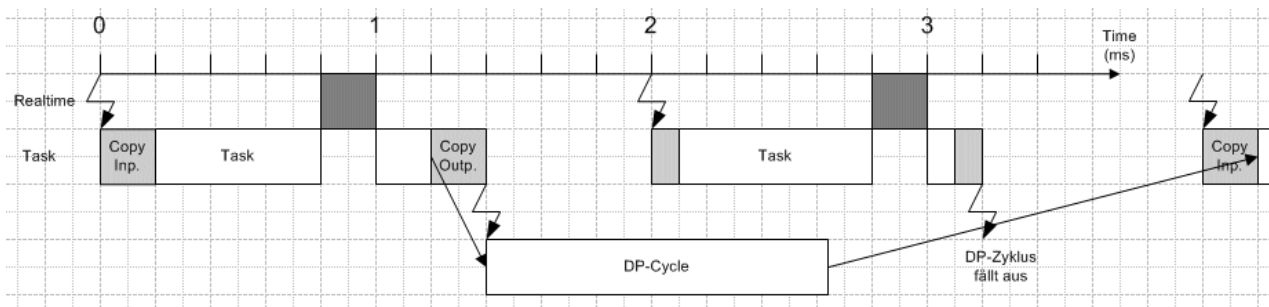 0 1 2 3
Time
(ms)
Realtime
Task
Copy
Inp.
Task
Copy
Outp.
Task
Copy
Inp.
DP-Cycle
DP-Zyklus
fällt aus